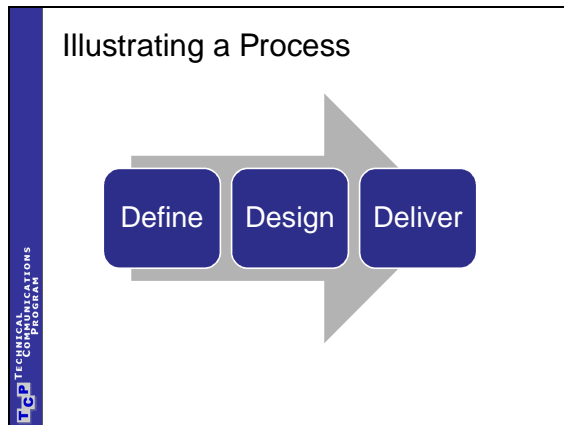 Illustrating a Process
Define
Design
Deliver
TCP TECHNICAL
COMMUNICATIONS
PROGRAM